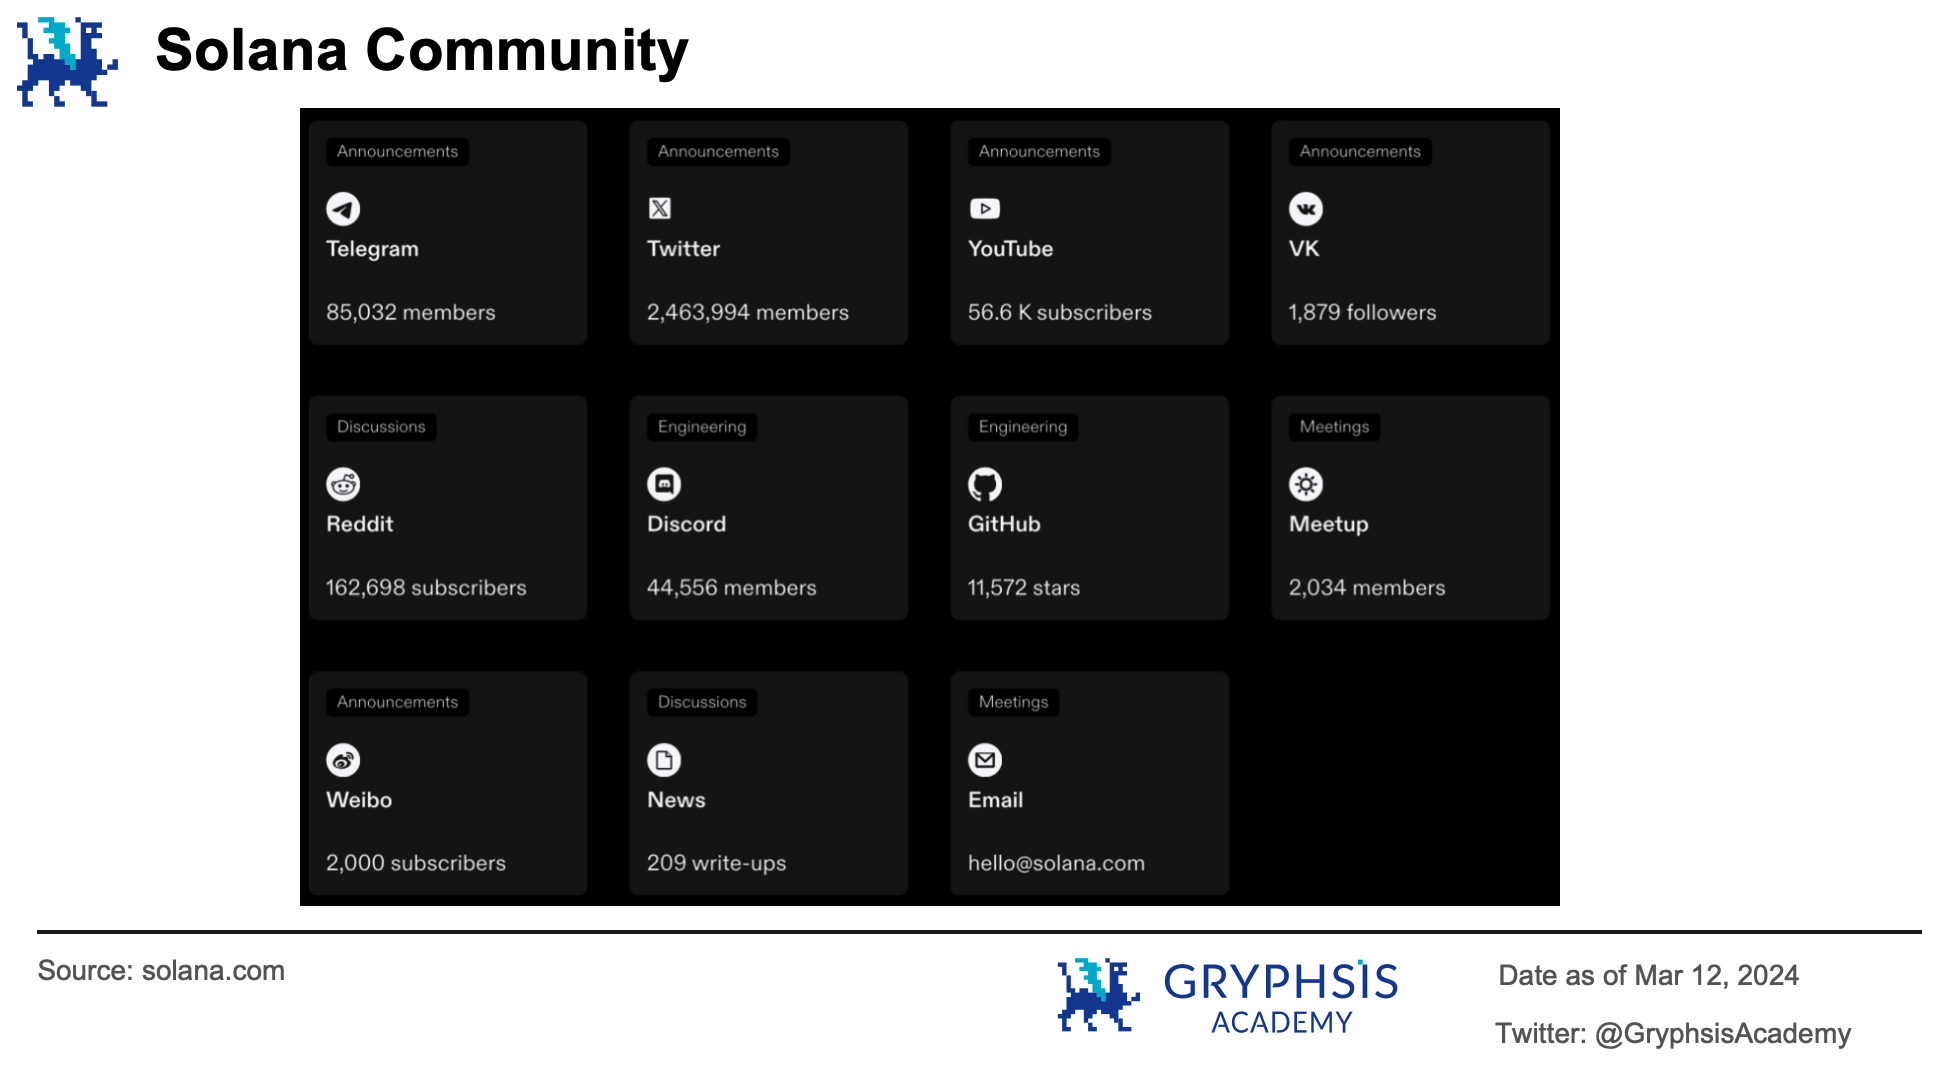 Solana Community
Announcements
Telegram
85,032 members
Announcements
Twitter
2,463,994 members
Announcements
YouTube
56.6 K subscribers
Announcements
VK
1,879 followers
Discussions
Reddit
162,698 subscribers
Engineering
Discord
44,556 members
Engineering
GitHub
11,572 stars
Meetings
Meetup
2,034 members
Announcements
Weibo
2,000 subscribers
Discussions
News
209 write-ups
Meetings
Email
hello@solana.com
Source: solana.com
GRYPHSIS
ACADEMY
Date as of Mar 12, 2024
Twitter: @GryphsisAcademy